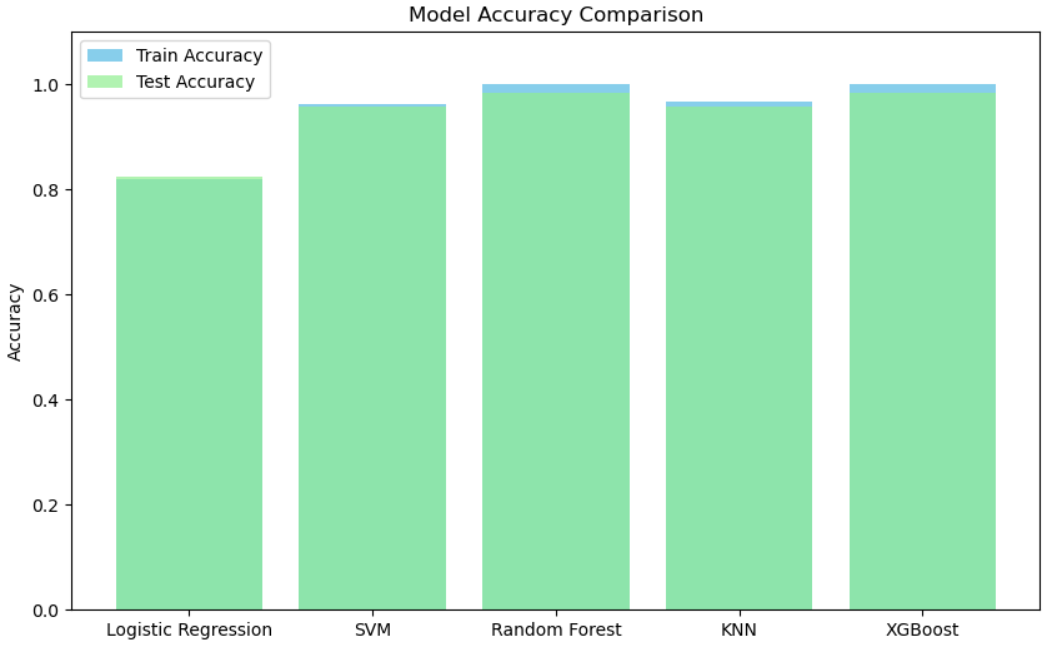 Model Accuracy Comparison
Train Accuracy
Test Accuracy
Accuracy
1.0
0.8
0.6
0.4
0.2
0.0
Logistic Regression SVM Random Forest KNN XGBoost